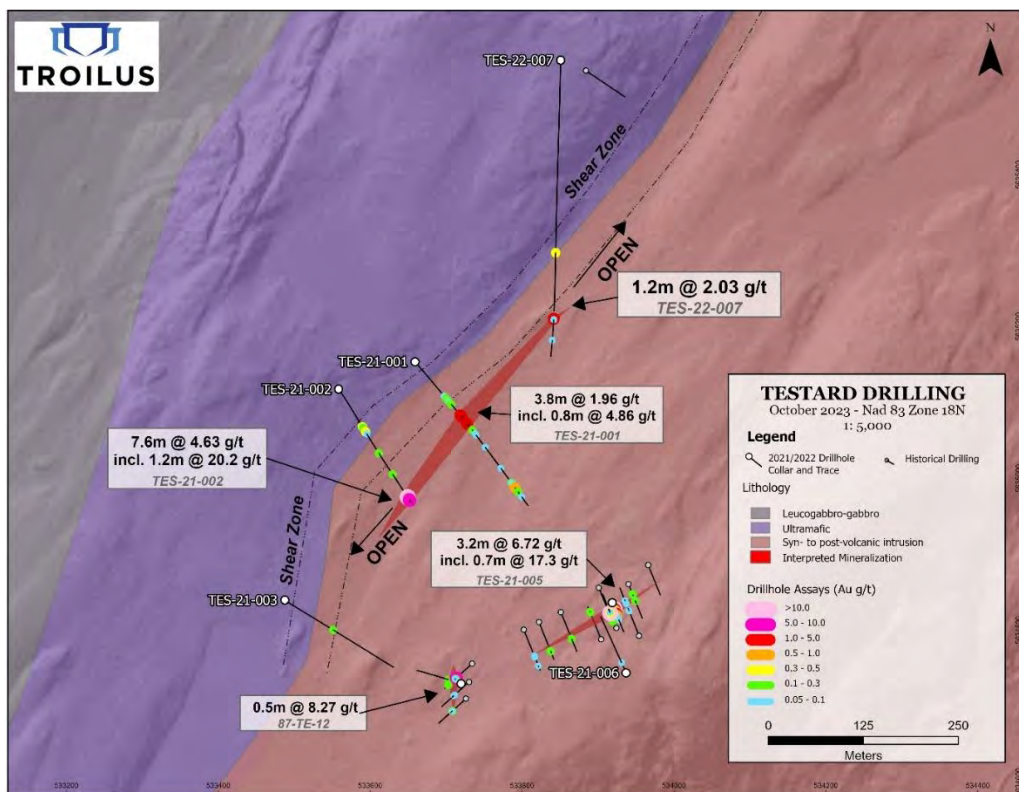 TROILUS
N
TES-22-007
Shear Zone
OPEN
1.2m @ 2.03 g/t
TES-22-007
TES-21-001
TES-21-002
3.8m @ 1.96 g/t
incl. 0.8m @ 4.86 g/t
TES-21-001
7.6m @ 4.63 g/t
incl. 1.2m @ 20.2 g/t
TES-21-002
OPEN
Shear Zone
3.2m @ 6.72 g/t
incl. 0.7m @ 17.3 g/t
TES-21-005
TES-21-003
TES-21-006
0.5m @ 8.27 g/t
87-TE-12
TESTARD DRILLING
October 2023 - Nad 83 Zone 18N
1: 5,000
Legend
2021/2022 Drillhole
Collar and Trace
Historical Drilling
Lithology
Leucogabbro-gabbro
Ultramafic
Syn- to post-volcanic intrusion
Interpreted Mineralization
Drillhole Assays (Au g/t)
>10.0
5.0 - 10.0
1.0 - 5.0
0.5 - 1.0
0.3 - 0.5
0.1 - 0.3
0.05 - 0.1
0 125 250
Meters
533200 533400 533600 533800 534000 534200 534400